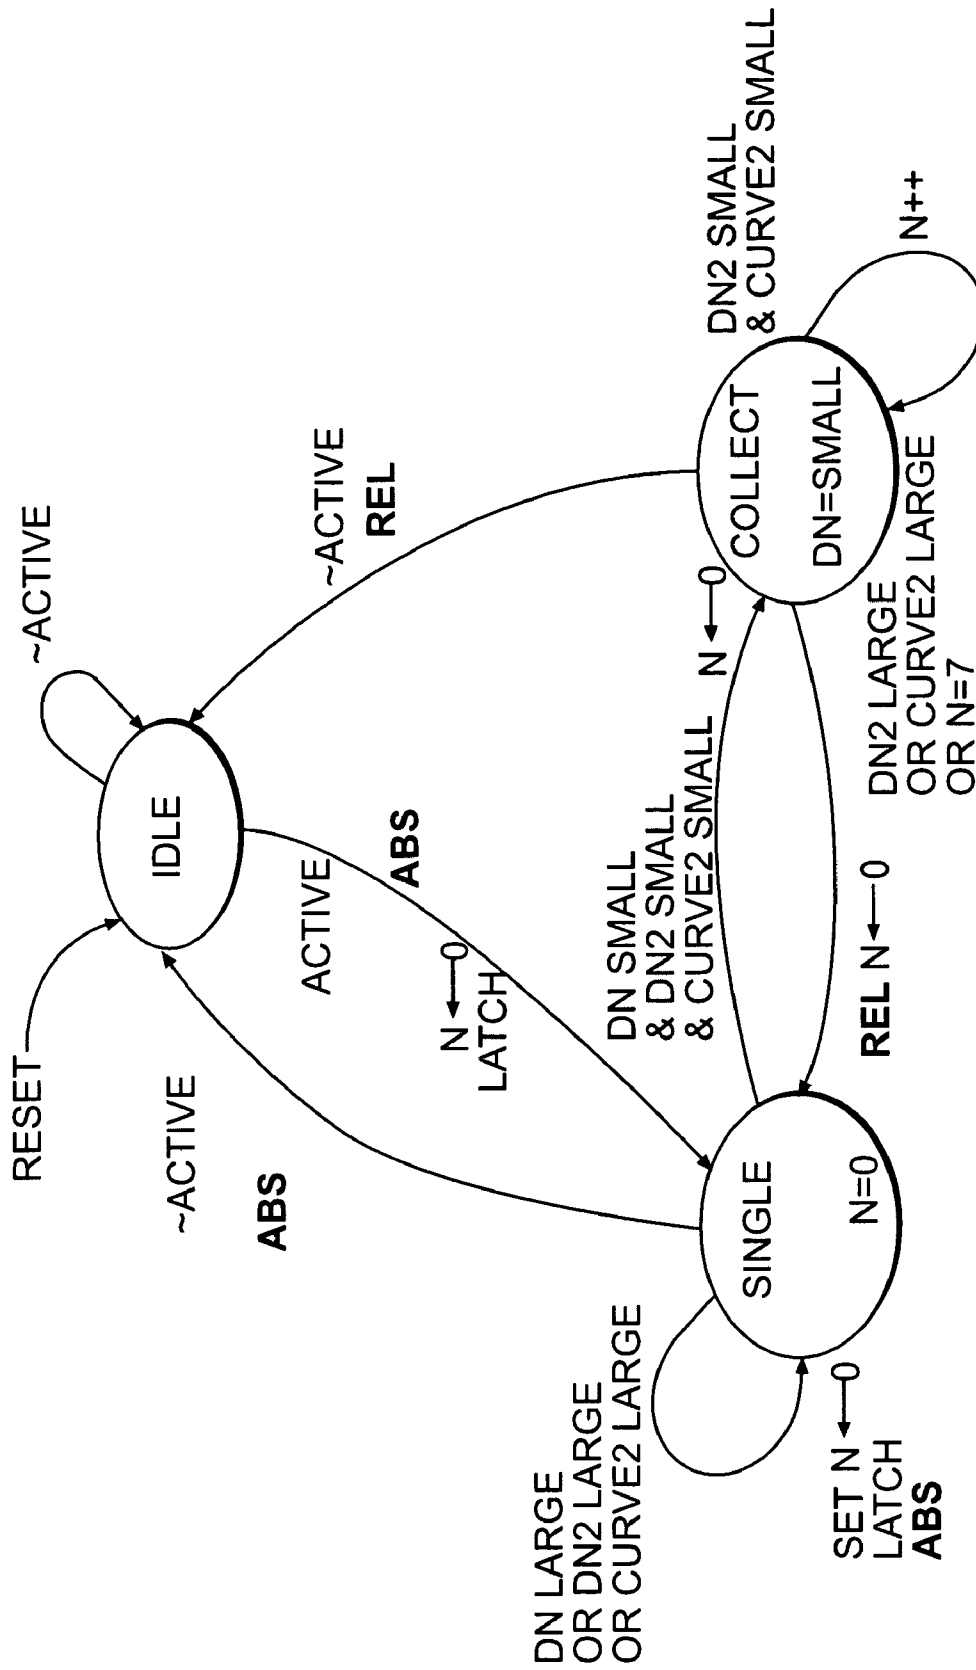 RESET
~ACTIVE
IDLE
~ACTIVE
ABS
ACTIVE
ABS
N ← 0
LATCH
~ACTIVE
REL
DN LARGE
OR DN2 LARGE
OR CURVE2 LARGE
SINGLE
N=0
SET N ← 0
LATCH
ABS
DN SMALL
& DN2 SMALL
& CURVE2 SMALL
N ← 0
REL N ← 0
COLLECT
DN=SMALL
DN2 SMALL
& CURVE2 SMALL
N++
DN2 LARGE
OR CURVE2 LARGE
OR N=7